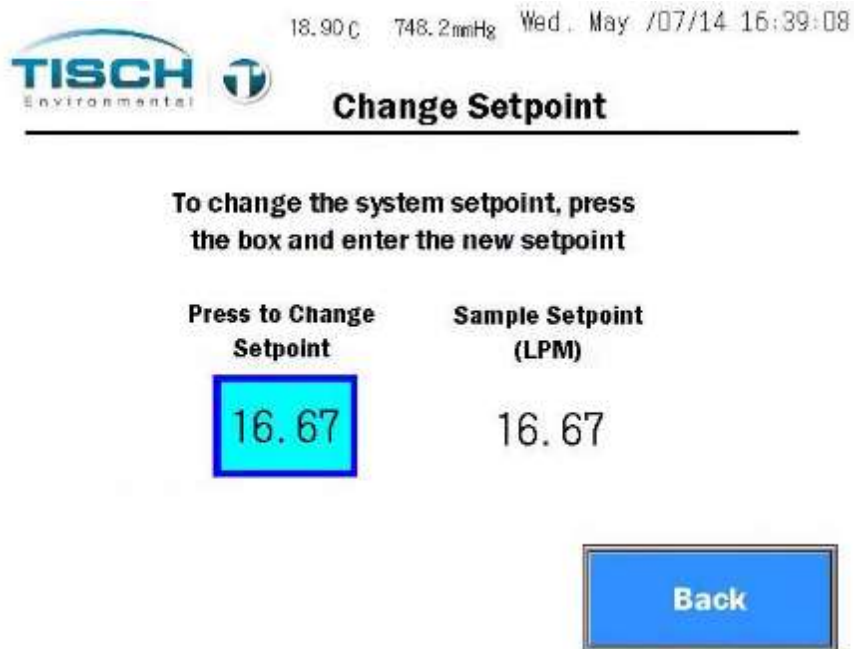 18.90 C 748.2mmHg Wed. May /07/14 16:39:08
TISCH
Environmental
Change Setpoint
To change the system setpoint, press
the box and enter the new setpoint
Press to Change
Setpoint
Sample Setpoint
(LPM)
16.67
16.67
Back